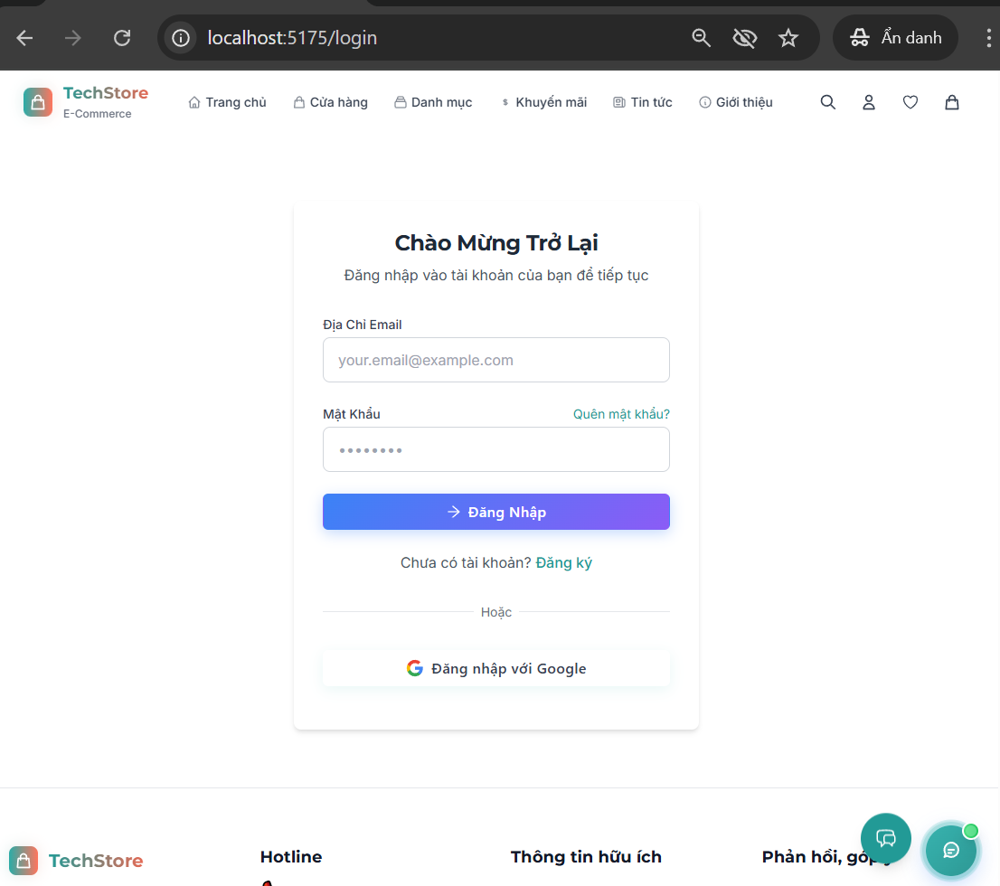 localhost:5175/login
Ẩn danh
TechStore
E-Commerce
Trang chủ
Cửa hàng
Danh mục
$ Khuyến mãi
Tin tức
Giới thiệu
Chào Mừng Trở Lại
Đăng nhập vào tài khoản của bạn để tiếp tục
Địa Chỉ Email
your.email@example.com
Mật Khẩu
Quên mật khẩu?
••••••••
Đăng Nhập
Chưa có tài khoản? Đăng ký
Hoặc
Đăng nhập với Google
TechStore
Hotline
Thông tin hữu ích
Phản hồi, góp